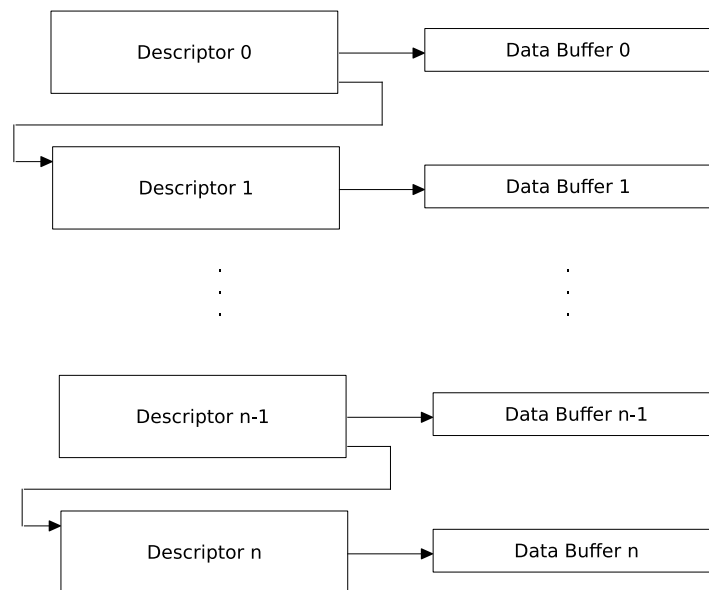 Descriptor 0
Data Buffer 0
Descriptor 1
Data Buffer 1
Descriptor n-1
Data Buffer n-1
Descriptor n
Data Buffer n